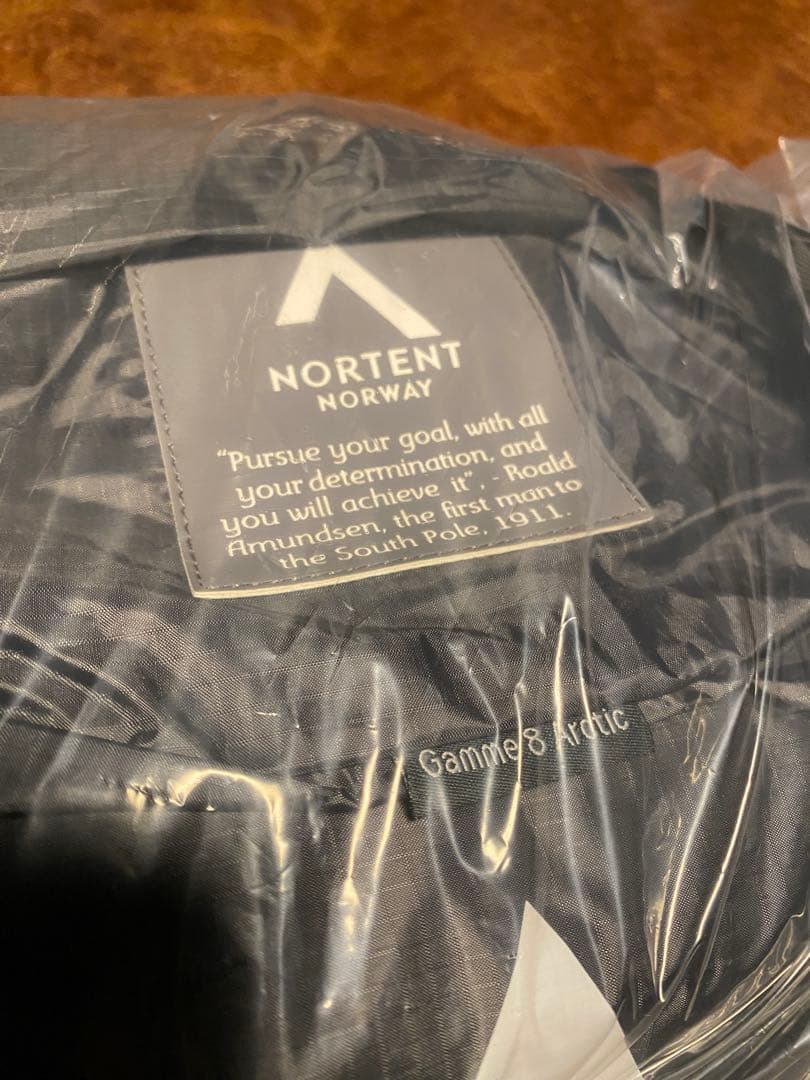 NORTENT
NORWAY
"Pursue your goal, with all
your determination, and
you will achieve it", - Roald
Amundsen, the first man to
the South Pole, 1911.
Gamme 8 Arctic